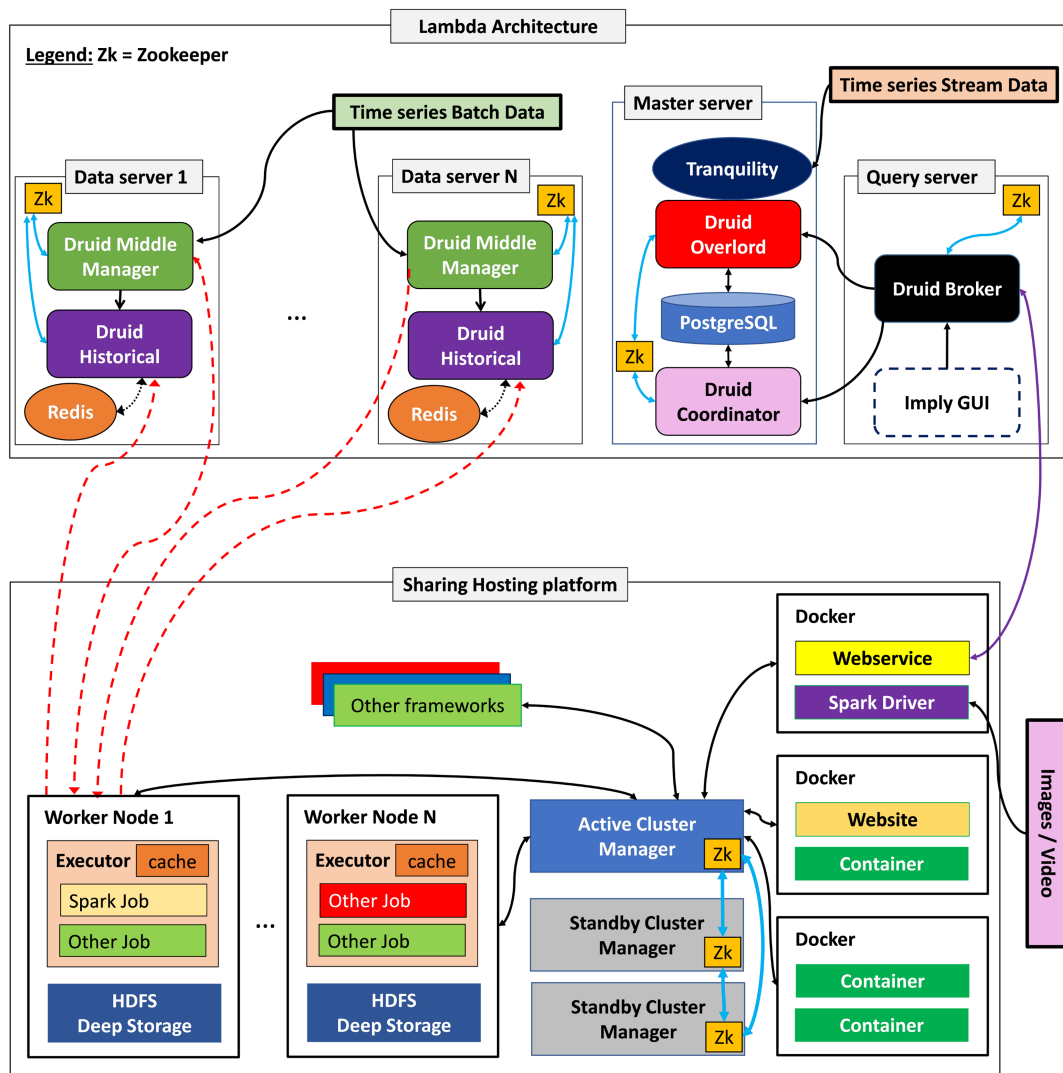 Lambda Architecture
Legend: Zk = Zookeeper
Time series Batch Data
Time series Stream Data
Data server 1
Zk
Druid Middle
Manager
Druid
Historical
Redis
...
Data server N
Zk
Druid Middle
Manager
Druid
Historical
Redis
Master server
Tranquility
Druid
Overlord
PostgreSQL
Zk
Druid
Coordinator
Query server
Zk
Druid Broker
Imply GUI
Sharing Hosting platform
Other frameworks
Worker Node 1
Executor
cache
Spark Job
Other Job
HDFS
Deep Storage
...
Worker Node N
Executor
cache
Other Job
Other Job
HDFS
Deep Storage
Active Cluster
Manager
Zk
Standby Cluster
Manager
Zk
Standby Cluster
Manager
Zk
Docker
Webservice
Spark Driver
Docker
Website
Container
Docker
Container
Container
Images / Video